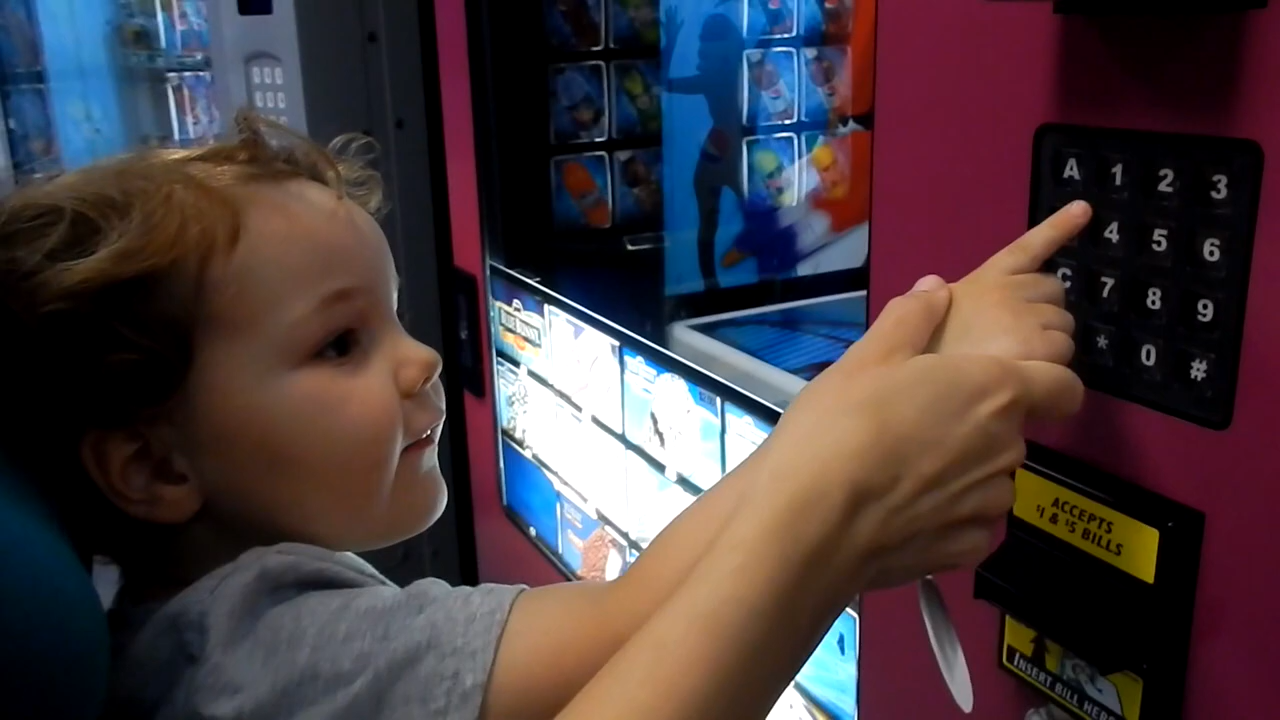 A 1 2 3
4 5 6
C 7 8 9
* 0 #
BLUE BUNNY
ACCEPTS
$1 & $5 BILLS
INSERT BILL HERE